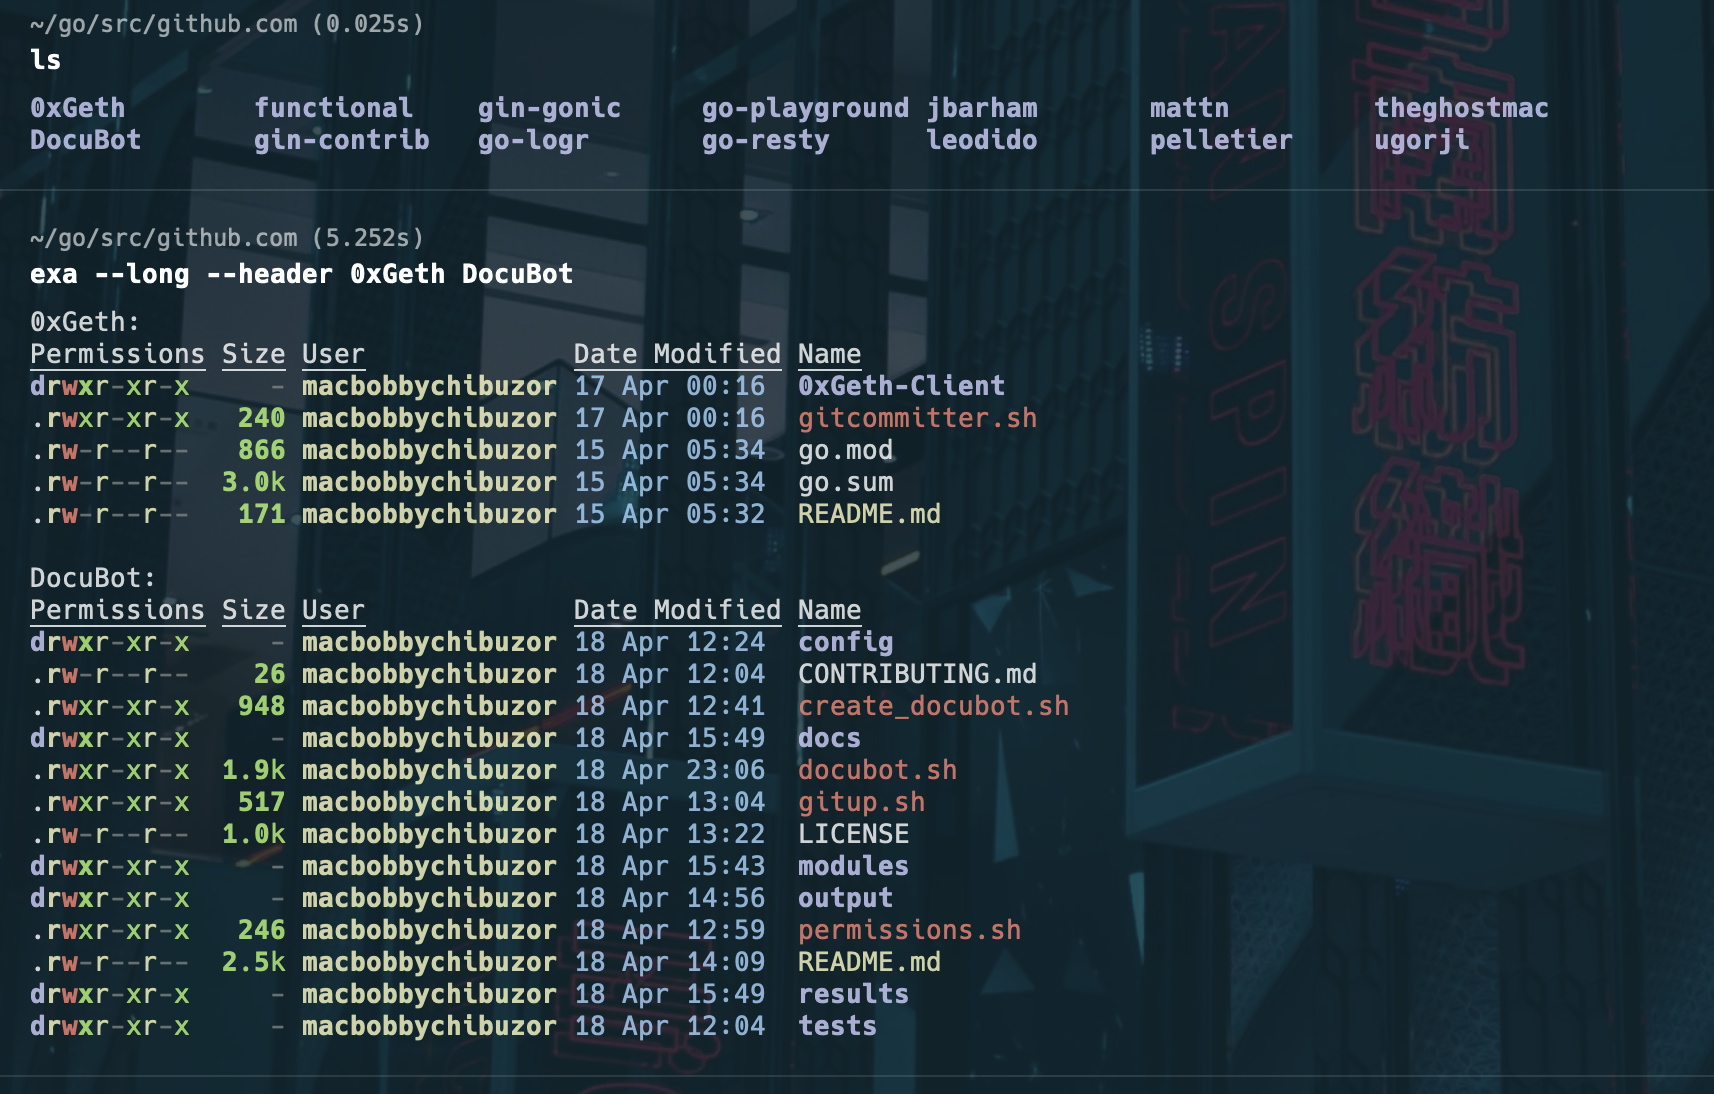 ~/go/src/github.com (0.025s)
ls
0xGeth functional gin-gonic go-playground jbarham mattn theghostmac
DocuBot gin-contrib go-logr go-resty leodido pelletier ugorji
~/go/src/github.com (5.252s)
exa --long --header 0xGeth DocuBot
0xGeth:
Permissions Size User Date Modified Name
drwxr-xr-x - macbobbychibuzor 17 Apr 00:16 0xGeth-Client
.rwxr-xr-x 240 macbobbychibuzor 17 Apr 00:16 gitcommitter.sh
.rw-r--r-- 866 macbobbychibuzor 15 Apr 05:34 go.mod
.rw-r--r-- 3.0k macbobbychibuzor 15 Apr 05:34 go.sum
.rw-r--r-- 171 macbobbychibuzor 15 Apr 05:32 README.md
DocuBot:
Permissions Size User Date Modified Name
drwxr-xr-x - macbobbychibuzor 18 Apr 12:24 config
.rw-r--r-- 26 macbobbychibuzor 18 Apr 12:04 CONTRIBUTING.md
.rwxr-xr-x 948 macbobbychibuzor 18 Apr 12:41 create_docubot.sh
drwxr-xr-x - macbobbychibuzor 18 Apr 15:49 docs
.rwxr-xr-x 1.9k macbobbychibuzor 18 Apr 23:06 docubot.sh
.rwxr-xr-x 517 macbobbychibuzor 18 Apr 13:04 gitup.sh
.rw-r--r-- 1.0k macbobbychibuzor 18 Apr 13:22 LICENSE
drwxr-xr-x - macbobbychibuzor 18 Apr 15:43 modules
drwxr-xr-x - macbobbychibuzor 18 Apr 14:56 output
.rwxr-xr-x 246 macbobbychibuzor 18 Apr 12:59 permissions.sh
.rw-r--r-- 2.5k macbobbychibuzor 18 Apr 14:09 README.md
drwxr-xr-x - macbobbychibuzor 18 Apr 15:49 results
drwxr-xr-x - macbobbychibuzor 18 Apr 12:04 tests
SPIN